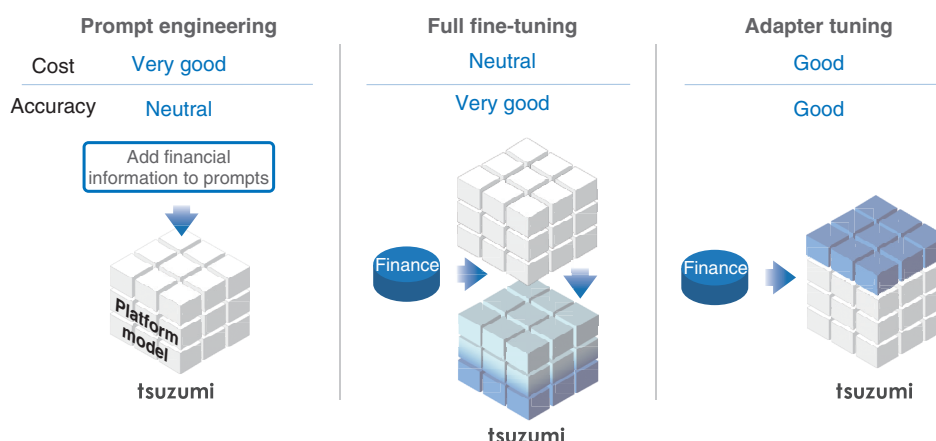 Prompt engineering
Full fine-tuning
Adapter tuning
Cost
Very good
Neutral
Good
Accuracy
Neutral
Very good
Good
Add financial
information to prompts
Platform
model
tsuzumi
Finance
tsuzumi
Finance
tsuzumi